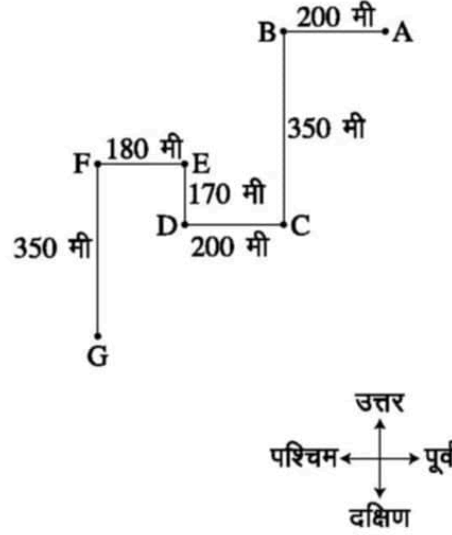 200 मी
B A
350 मी
180 मी
F E
170 मी
D C
200 मी
350 मी
G
उत्तर
पश्चिम पूर्व
दक्षिण